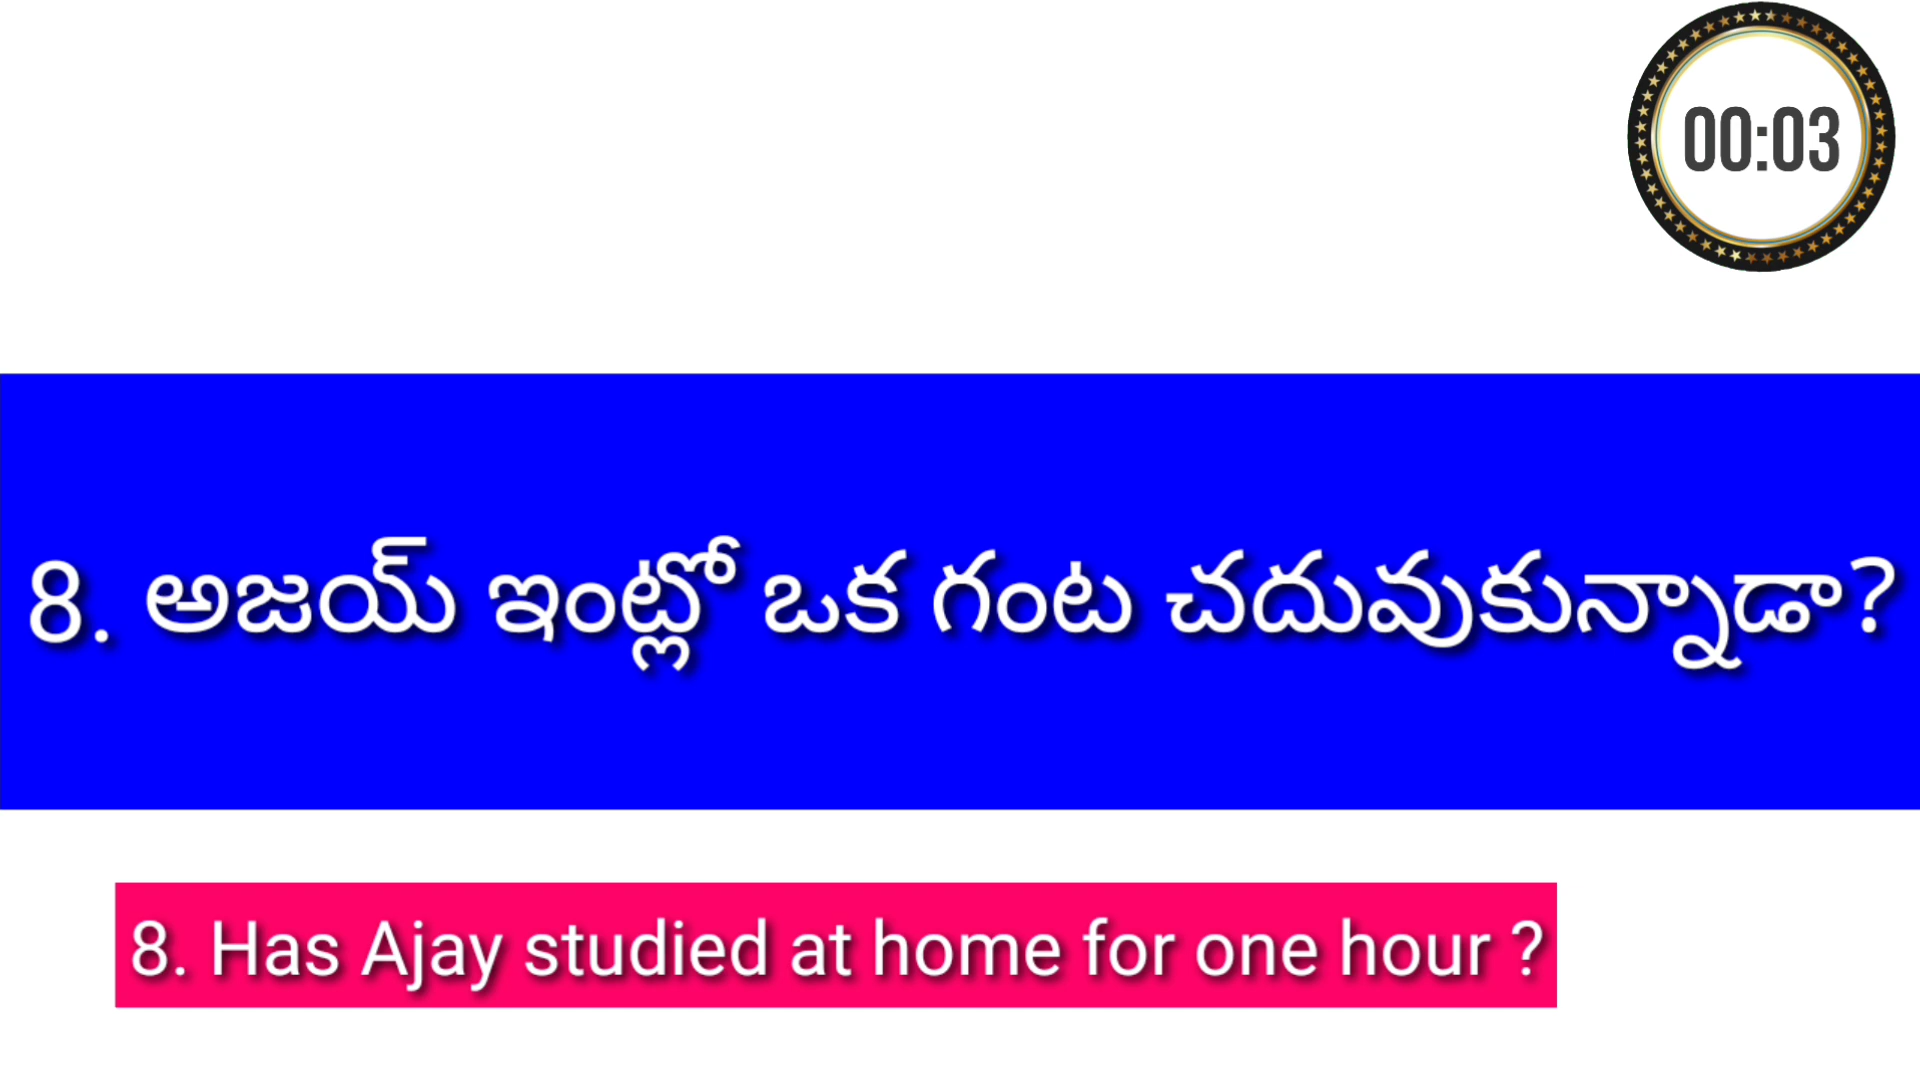 00:03
8. అజయ్ ఇంట్లో ఒక గంట చదువుకున్నాడా?
8. Has Ajay studied at home for one hour ?